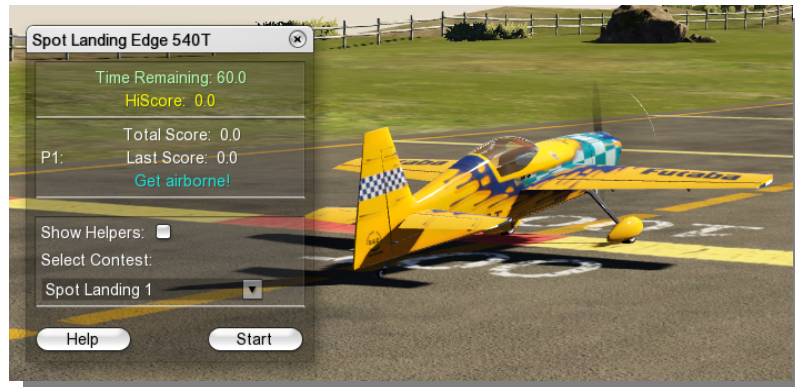 Spot Landing Edge 540T
Time Remaining: 60.0
HiScore: 0.0
Total Score: 0.0
P1: Last Score: 0.0
Get airborne!
Show Helpers:
Select Contest:
Spot Landing 1
Help Start
Futaba
100